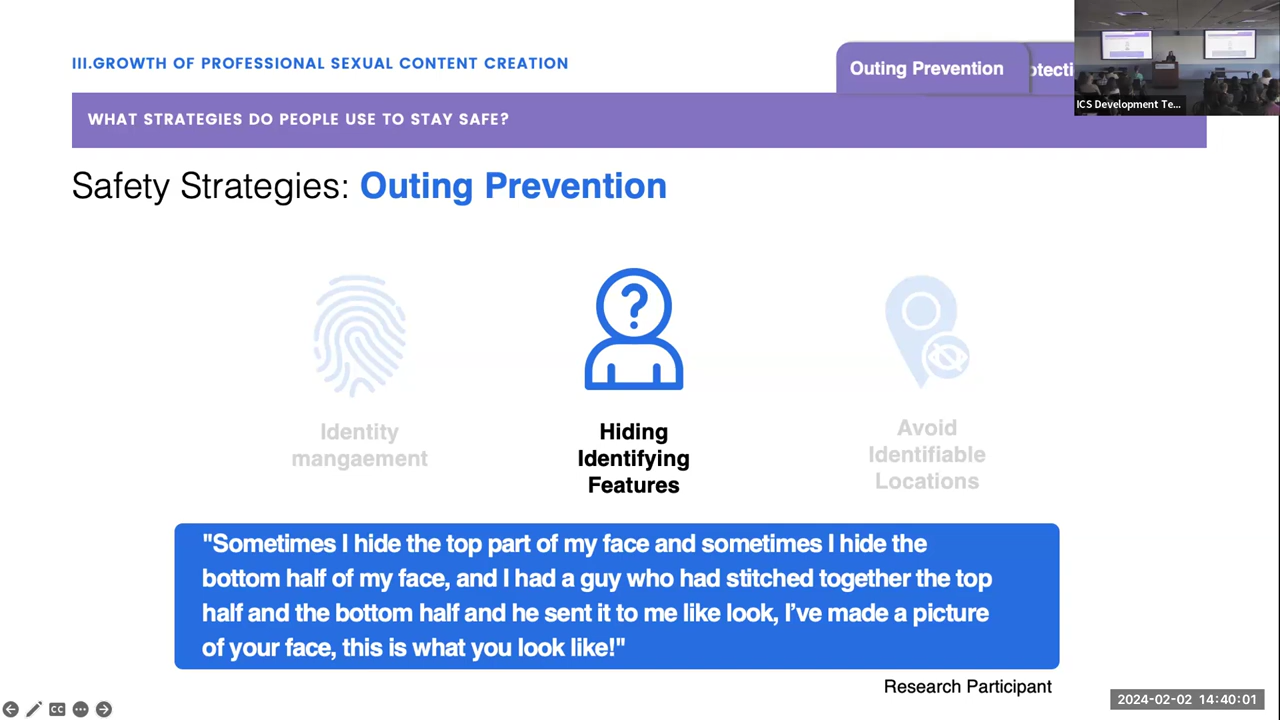 III.GROWTH OF PROFESSIONAL SEXUAL CONTENT CREATION
Outing Prevention
WHAT STRATEGIES DO PEOPLE USE TO STAY SAFE?
ICS Development Te...
Safety Strategies: Outing Prevention
?
Identity
mangaement
Hiding
Identifying
Features
Avoid
Identifiable
Locations
"Sometimes I hide the top part of my face and sometimes I hide the
bottom half of my face, and I had a guy who had stitched together the top
half and the bottom half and he sent it to me like look, I’ve made a picture
of your face, this is what you look like!"
Research Participant
CC
2024-02-02 14:40:01